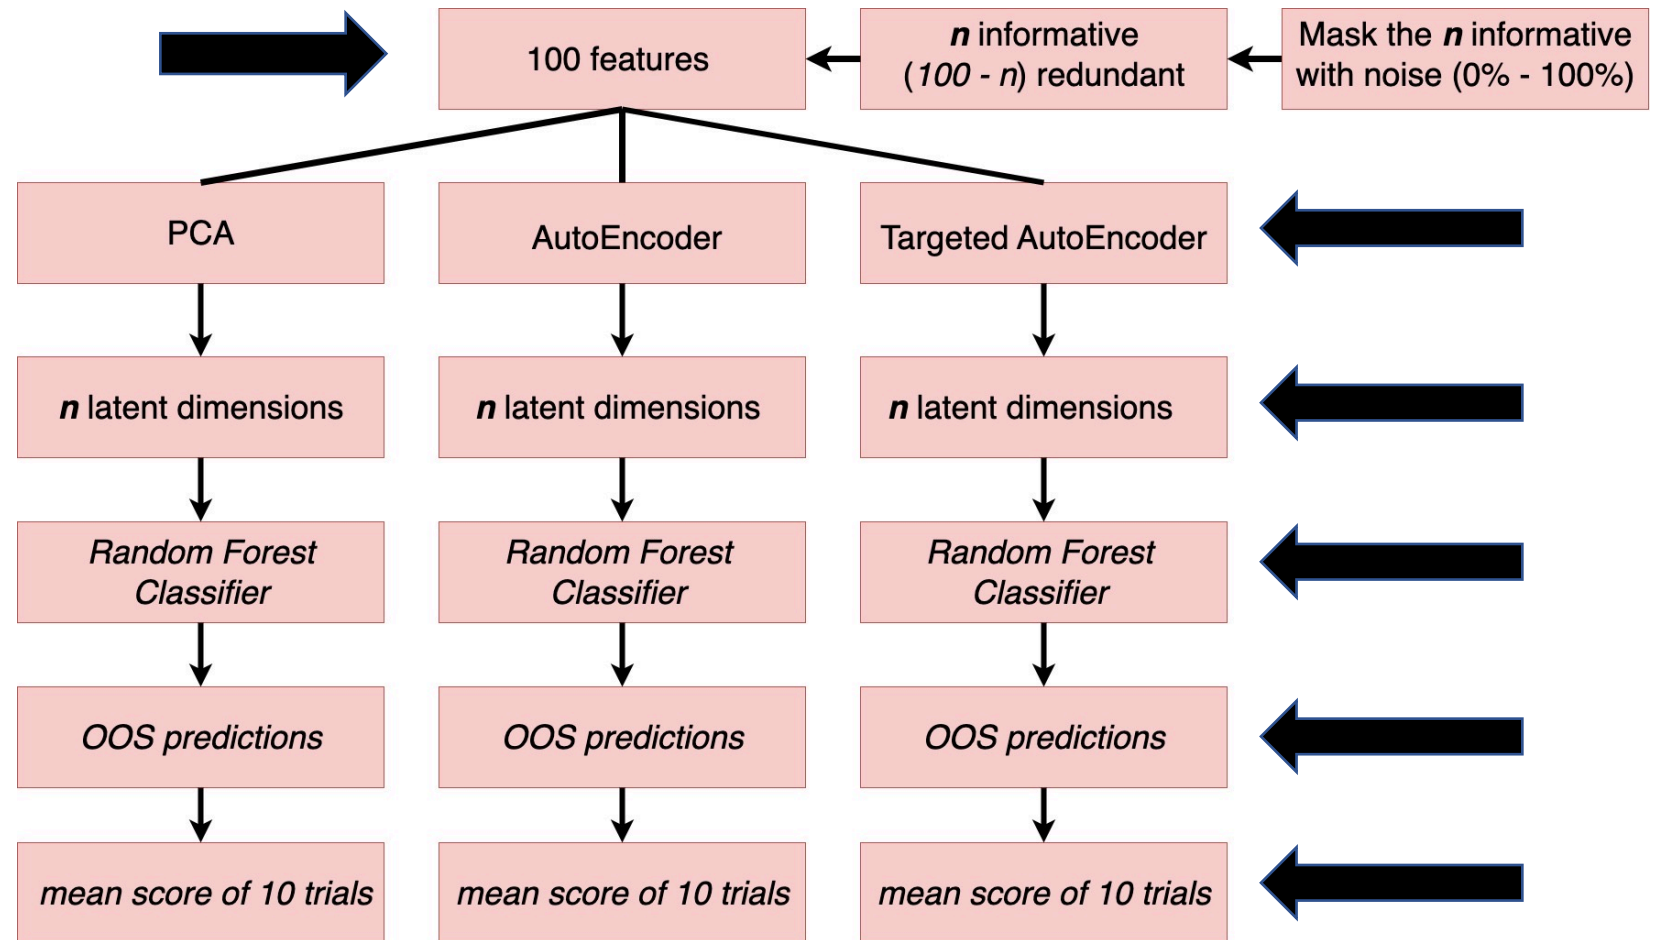 100 features
n informative
(100 - n) redundant
Mask the n informative
with noise (0% - 100%)
PCA
AutoEncoder
Targeted AutoEncoder
n latent dimensions
n latent dimensions
n latent dimensions
Random Forest
Classifier
Random Forest
Classifier
Random Forest
Classifier
OOS predictions
OOS predictions
OOS predictions
mean score of 10 trials
mean score of 10 trials
mean score of 10 trials